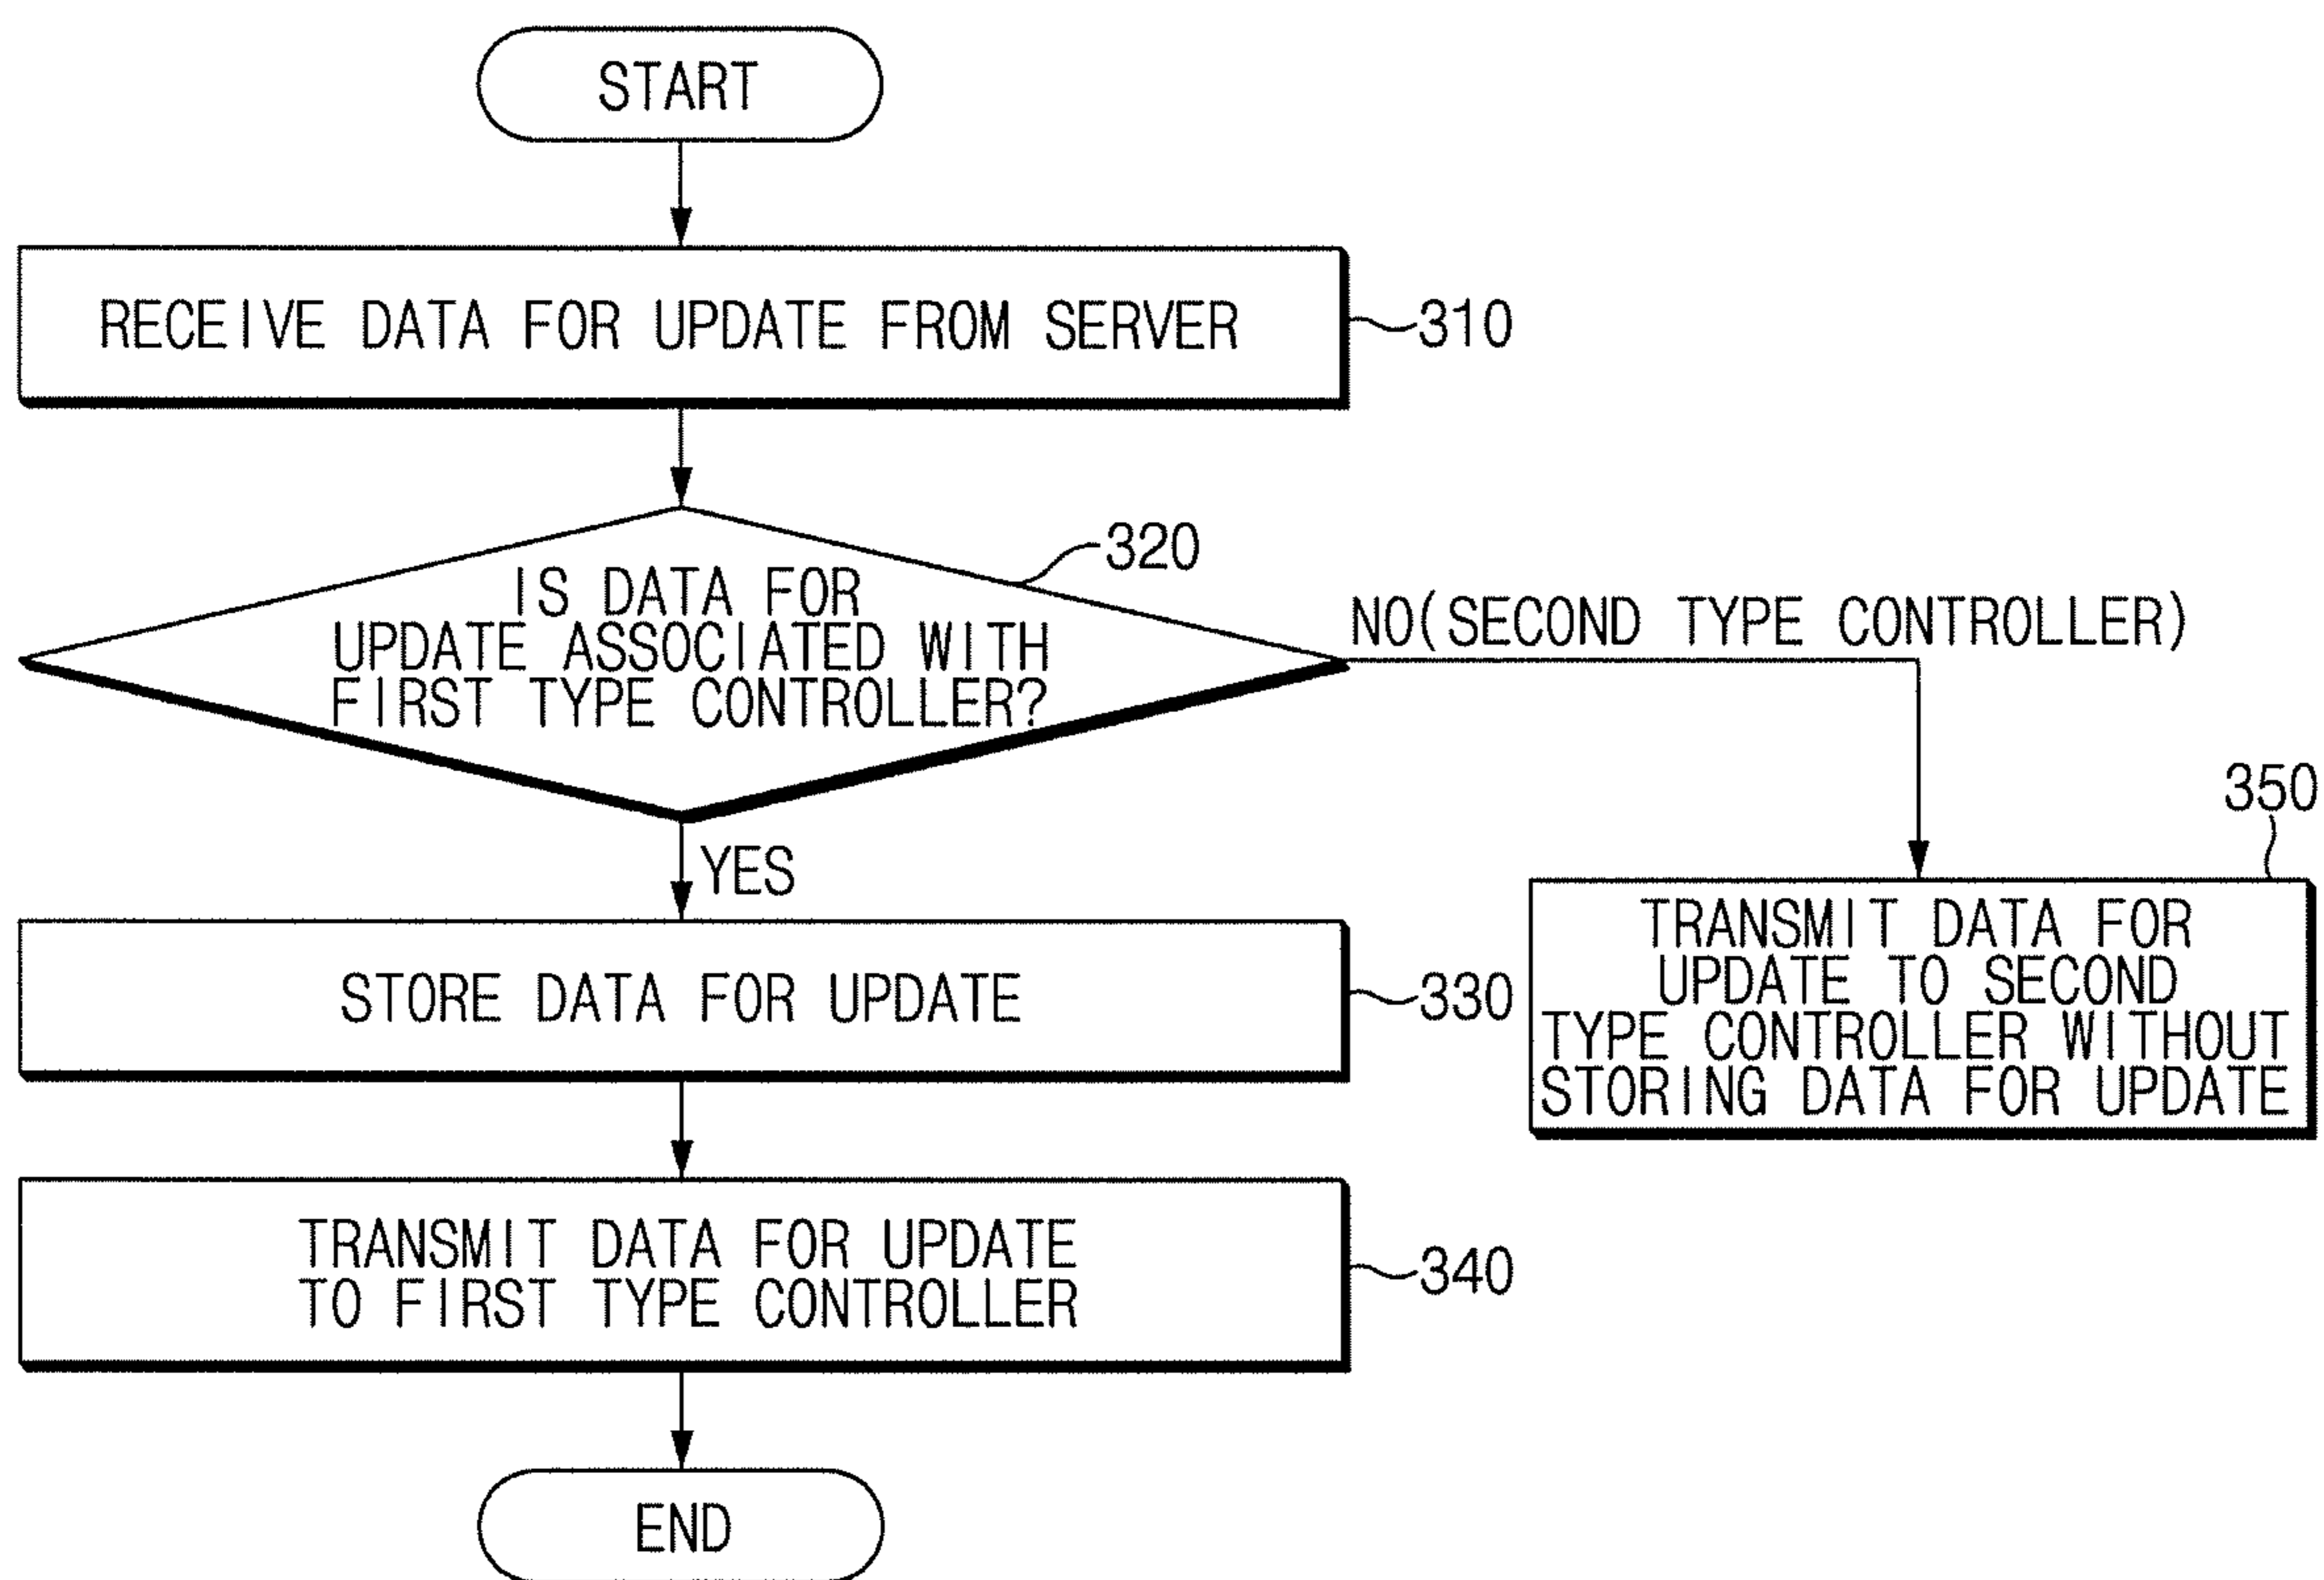 START
RECEIVE DATA FOR UPDATE FROM SERVER
310
320
IS DATA FOR
UPDATE ASSOCIATED WITH
FIRST TYPE CONTROLLER?
NO(SECOND TYPE CONTROLLER)
YES
350
TRANSMIT DATA FOR
UPDATE TO SECOND
TYPE CONTROLLER WITHOUT
STORING DATA FOR UPDATE
STORE DATA FOR UPDATE
330
TRANSMIT DATA FOR UPDATE
TO FIRST TYPE CONTROLLER
340
END